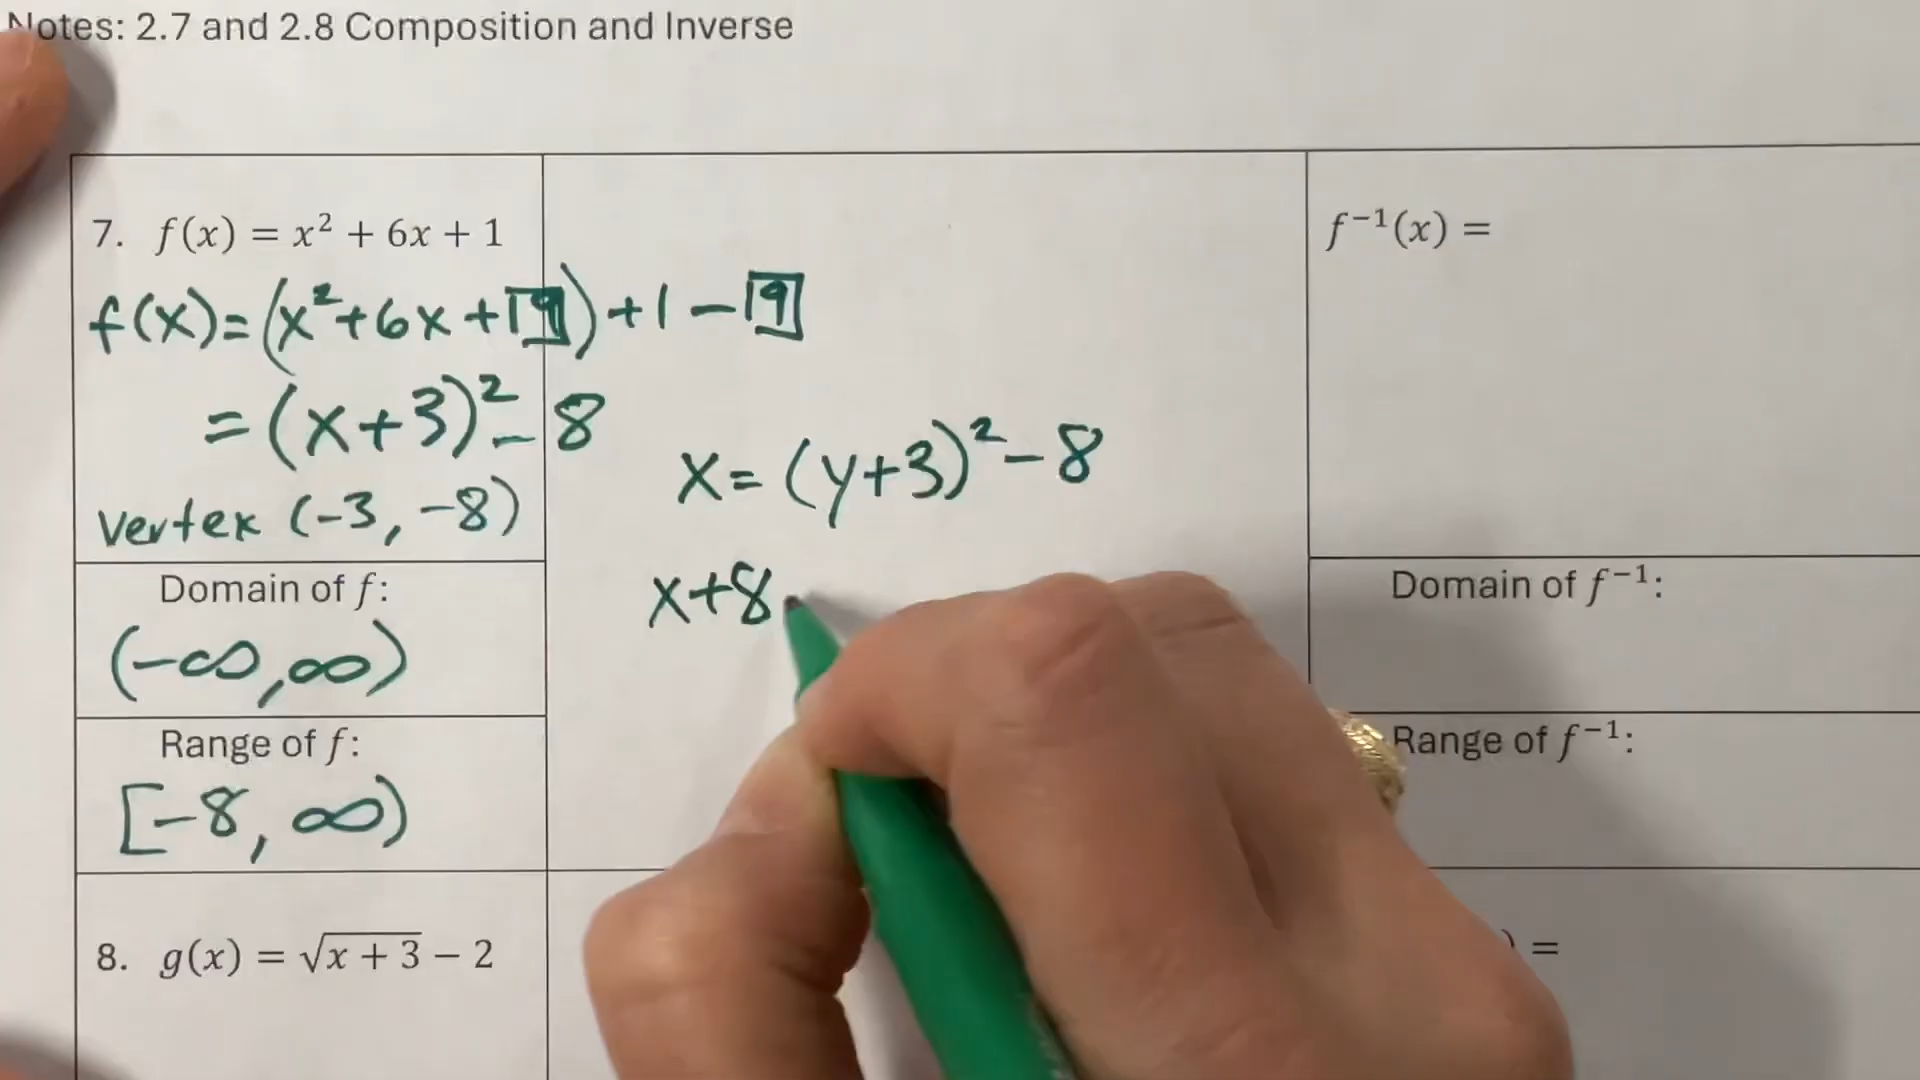 Notes: 2.7 and 2.8 Composition and Inverse
7. f(x) = x² + 6x + 1
f(x)=(x²+6x+9)+1-9
=(x+3)²-8
vertex (-3, -8)
Domain of f:
(-∞,∞)
Range of f:
[-8, ∞)
x=(y+3)²-8
x+8
f⁻¹(x) =
Domain of f⁻¹:
Range of f⁻¹:
8. g(x) = √(x + 3) − 2
) =